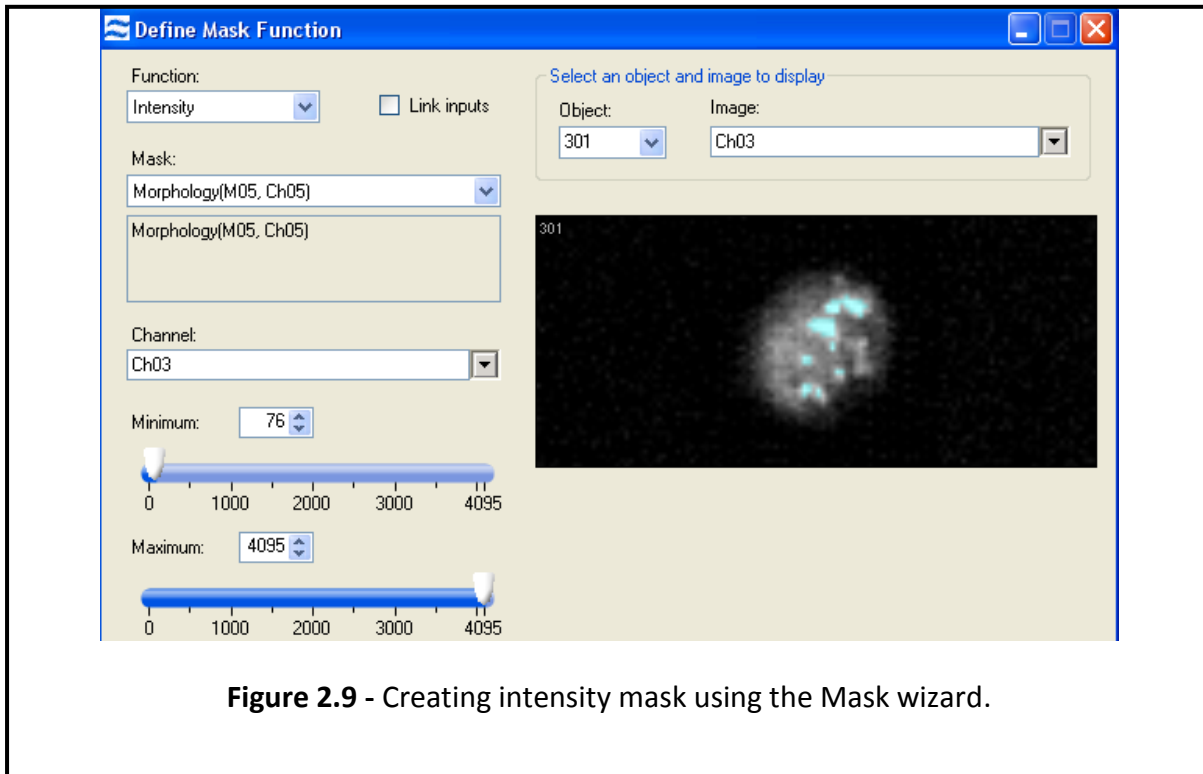 Define Mask Function
Function:
Intensity
Link inputs
Mask:
Morphology(M05, Ch05)
Morphology(M05, Ch05)
Channel:
Ch03
Minimum: 76
0 1000 2000 3000 4095
Maximum: 4095
0 1000 2000 3000 4095
Select an object and image to display
Object: Image:
301 Ch03
301
Figure 2.9 - Creating intensity mask using the Mask wizard.